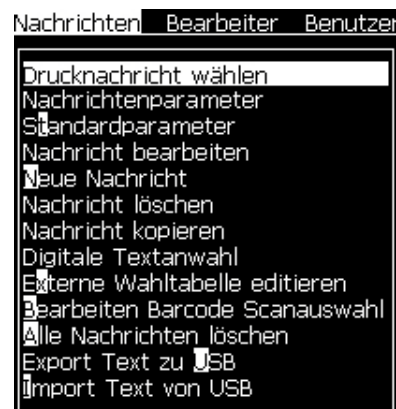 Nachrichten Bearbeiter Benutzer
Drucknachricht wählen
Nachrichtenparameter
Standardparameter
Nachricht bearbeiten
Neue Nachricht
Nachricht löschen
Nachricht kopieren
Digitale Textanwahl
Externe Wahltabelle editieren
Bearbeiten Barcode Scanauswahl
Alle Nachrichten löschen
Export Text zu USB
Import Text von USB